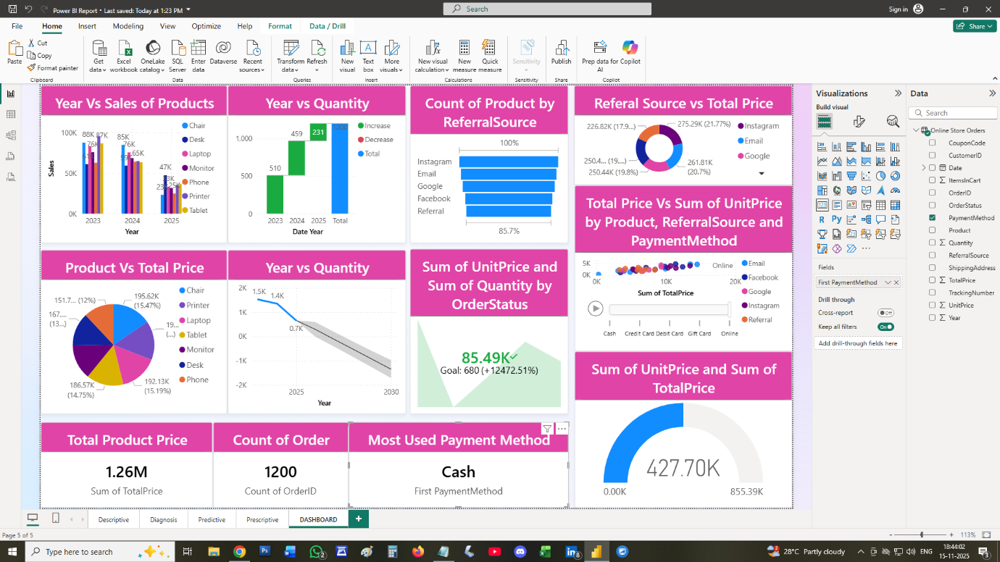 Power BI Report • Last saved: Today at 1:23 PM
Search
Sign in
File Home Insert Modeling View Optimize Help Format Data / Drill
Share
Paste
Cut
Copy
Format painter
Get data
Excel workbook
OneLake catalog
SQL Server
Enter data
Dataverse
Recent sources
Transform data
Refresh
New visual
Text box
More visuals
New visual calculation
New measure
Quick measure
Sensitivity
Publish
Prep data for AI
Copilot
Clipboard Data Queries Insert Calculations Sensitivity Share Copilot
Year Vs Sales of Products
100K
50K
0K
Sales
88K 87K 85K
76K 76K
65K
47K
2023 2024 2025
Year
Chair
Desk
Laptop
Monitor
Phone
Printer
Tablet
Year vs Quantity
1,000
500
0
510
459
231
2023 2024 2025 Total
Date Year
Increase
Decrease
Total
Count of Product by
ReferralSource
100%
Instagram
Email
Google
Facebook
Referral
85.7%
Referal Source vs Total Price
226.82K (17.9...)
275.29K (21.77%)
250.4...
(19....)
250.44K (19.8%)
261.81K
(20.7%)
Instagram
Email
Google
Total Price Vs Sum of UnitPrice
by Product, ReferralSource and
PaymentMethod
5K
0K
0K 10K 20K
Online
Sum of TotalPrice
Email
Facebook
Google
Instagram
Referral
Cash Credit Card Debit Card Gift Card Online
Product Vs Total Price
151.7... (12%)
195.62K
(15.47%)
167....
(13...)
19...
(...)
186.57K
(14.75%)
192.13K
(15.19%)
Chair
Printer
Laptop
Tablet
Monitor
Desk
Phone
Year vs Quantity
2K
1K
0K
-1K
-2K
1.5K
1.4K
0.7K
2025 2030
Year
Sum of UnitPrice and
Sum of Quantity by
OrderStatus
85.49K
Goal: 680 (+12472.51%)
Sum of UnitPrice and Sum of
TotalPrice
427.70K
0.00K 855.39K
Total Product Price
1.26M
Sum of TotalPrice
Count of Order
1200
Count of OrderID
Most Used Payment Method
Cash
First PaymentMethod
Visualizations
Build visual
R Py
Fields
First PaymentMethod
Drill through
Cross-report Off
Keep all filters On
Add drill-through fields here
Data
Search
Online Store Orders
CouponCode
CustomerID
Date
ItemsInCart
OrderID
OrderStatus
PaymentMethod
Product
Quantity
ReferralSource
ShippingAddress
TotalPrice
TrackingNumber
UnitPrice
Year
Descriptive Diagnosis Predictive Prescriptive DASHBOARD
Page 5 of 5
113%
Type here to search
28°C Partly cloudy
ENG
18:44:02
15-11-2025